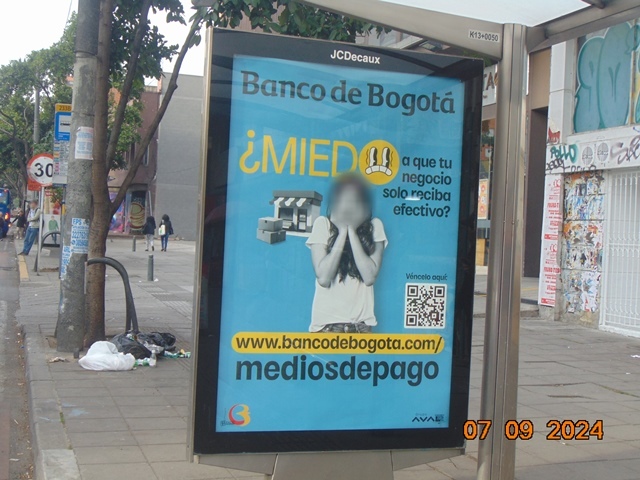 JCDecaux
K13+0050
Banco de Bogotá
¿MIEDO
a que tu
negocio
solo reciba
efectivo?
30
Véncelo aquí:
www.bancodebogota.com/
mediosdepago
AVAL
07 09 2024